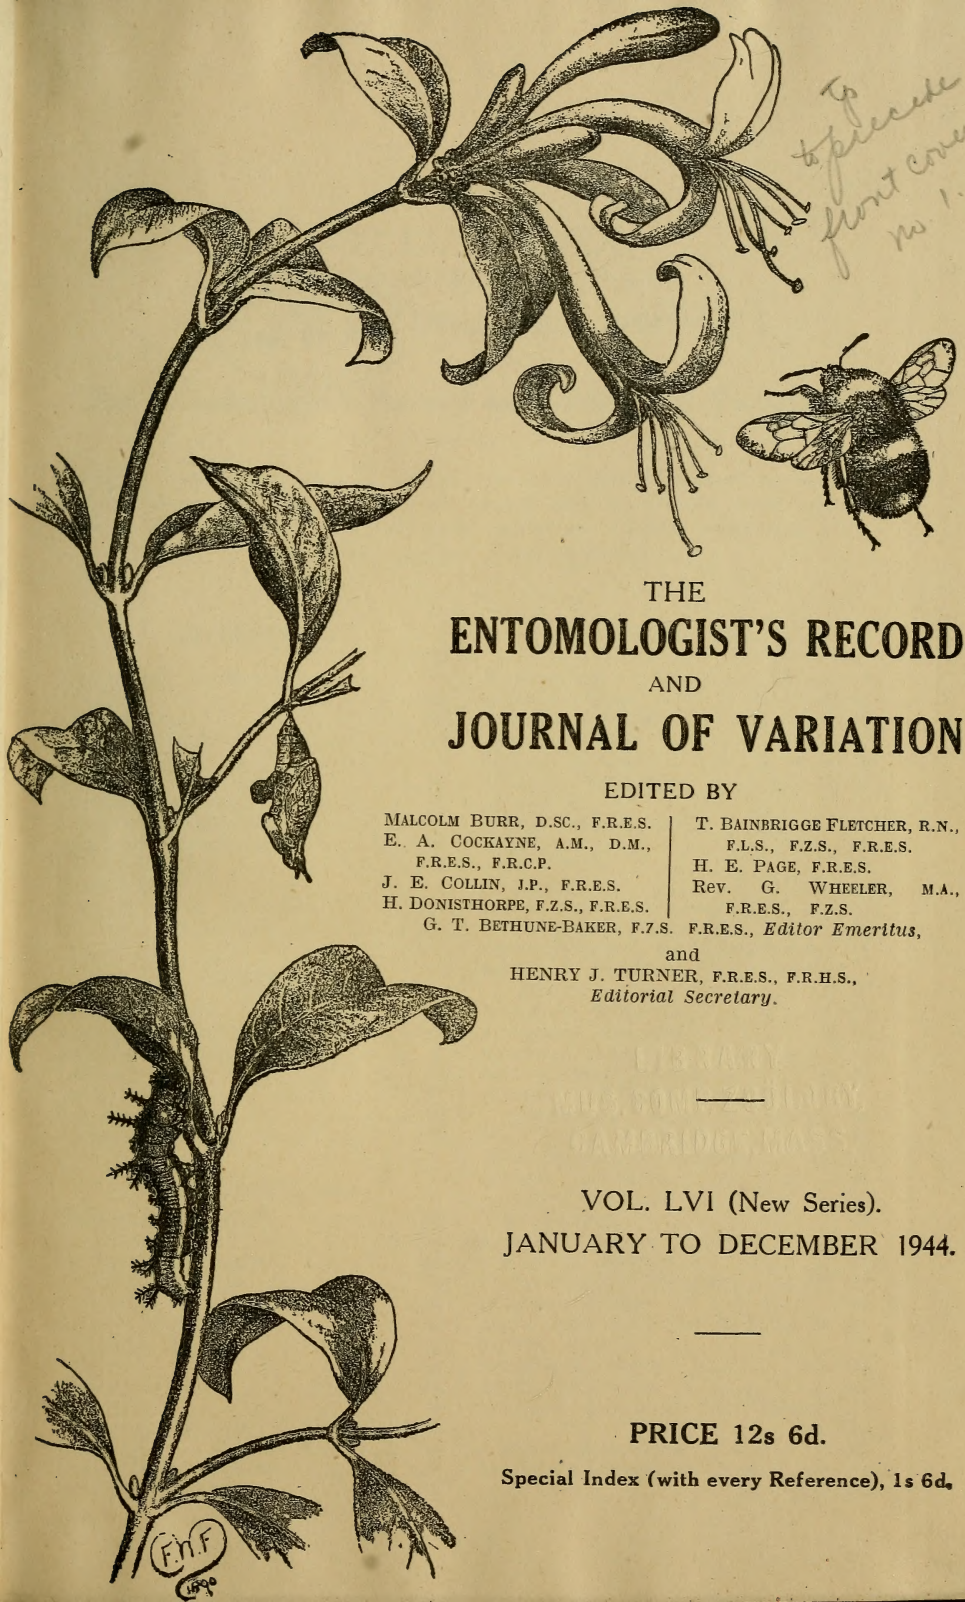 to precede
front cover
no 1.
THE
ENTOMOLOGIST'S RECORD
AND
JOURNAL OF VARIATION
EDITED BY
MALCOLM BURR, D.SC., F.R.E.S.
E. A. COCKAYNE, A.M., D.M.,
F.R.E.S., F.R.C.P.
J. E. COLLIN, J.P., F.R.E.S.
H. DONISTHORPE, F.Z.S., F.R.E.S.
T. BAINBRIGGE FLETCHER, R.N.,
F.L.S., F.Z.S., F.R.E.S.
H. E. PAGE, F.R.E.S.
Rev. G. WHEELER, M.A.,
F.R.E.S., F.Z.S.
G. T. BETHUNE-BAKER, F.Z.S. F.R.E.S., Editor Emeritus,
and
HENRY J. TURNER, F.R.E.S., F.R.H.S.,
Editorial Secretary.
VOL. LVI (New Series).
JANUARY TO DECEMBER 1944.
PRICE 12s 6d.
Special Index (with every Reference), 1s 6d.
F.W.F
1890